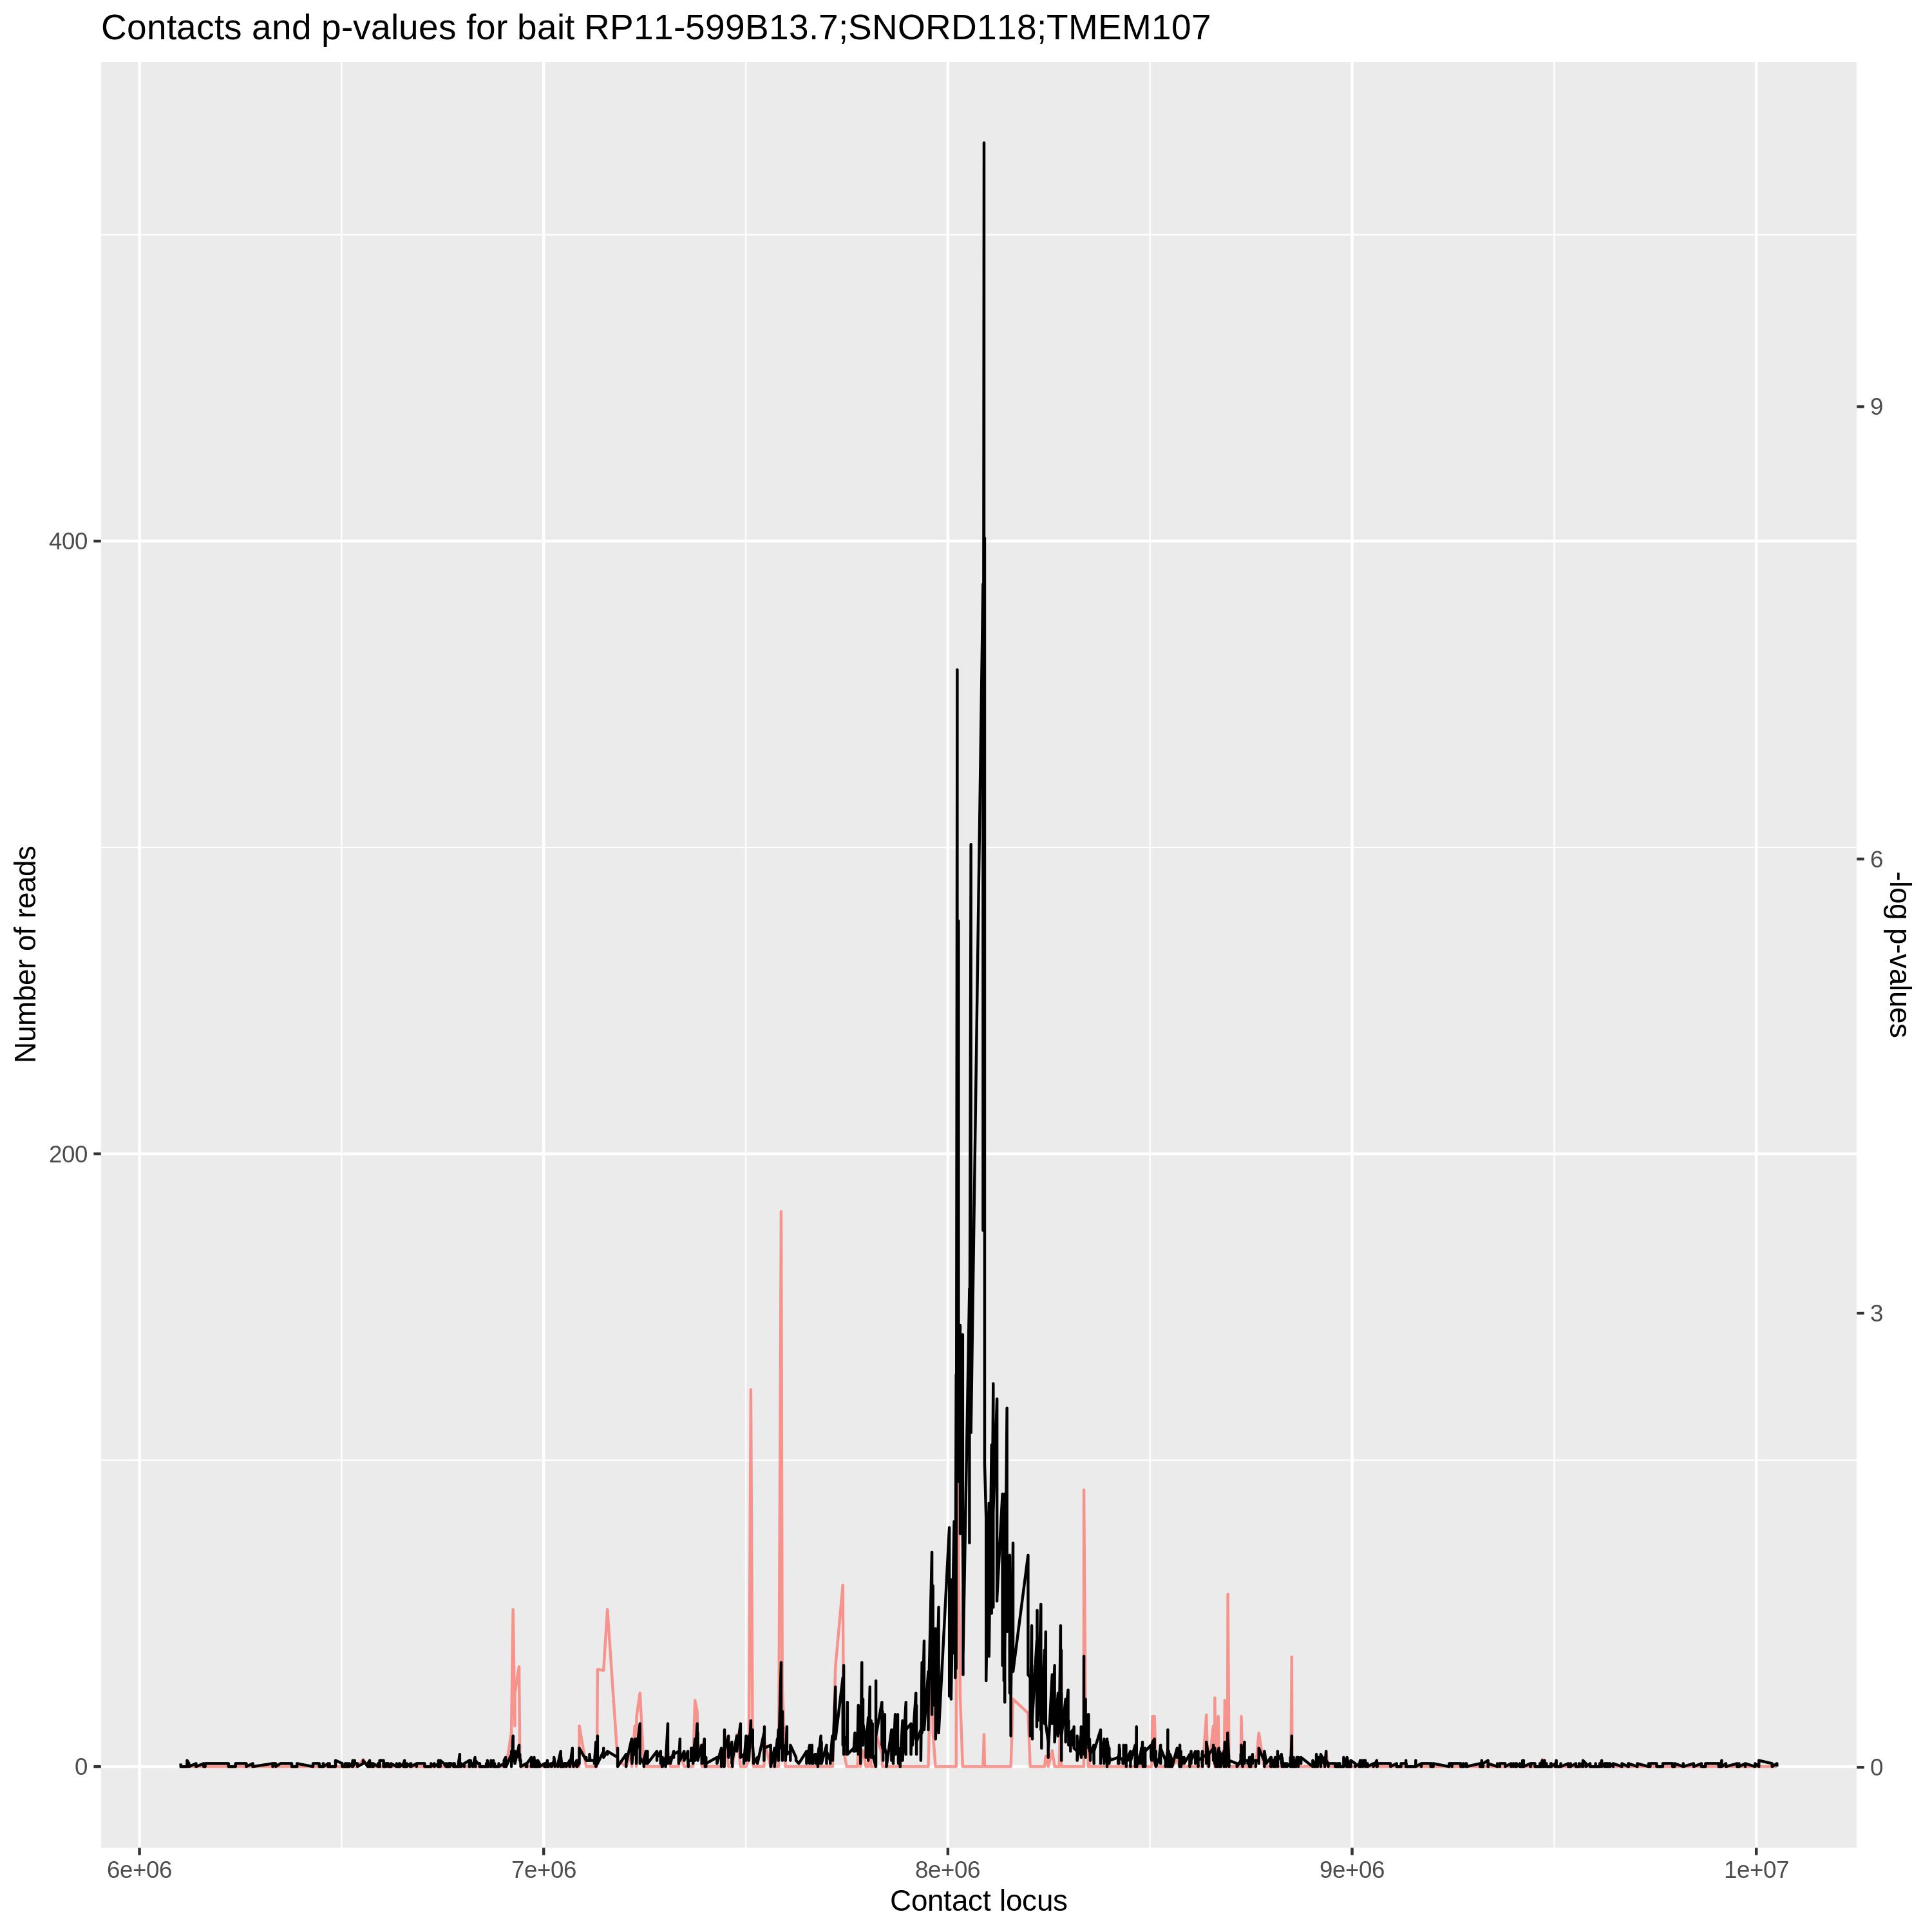 Contacts and p-values for bait RP11-599B13.7;SNORD118;TMEM107
Number of reads
400
200
0
9
6
3
0
-log p-values
6e+06
7e+06
8e+06
9e+06
1e+07
Contact locus